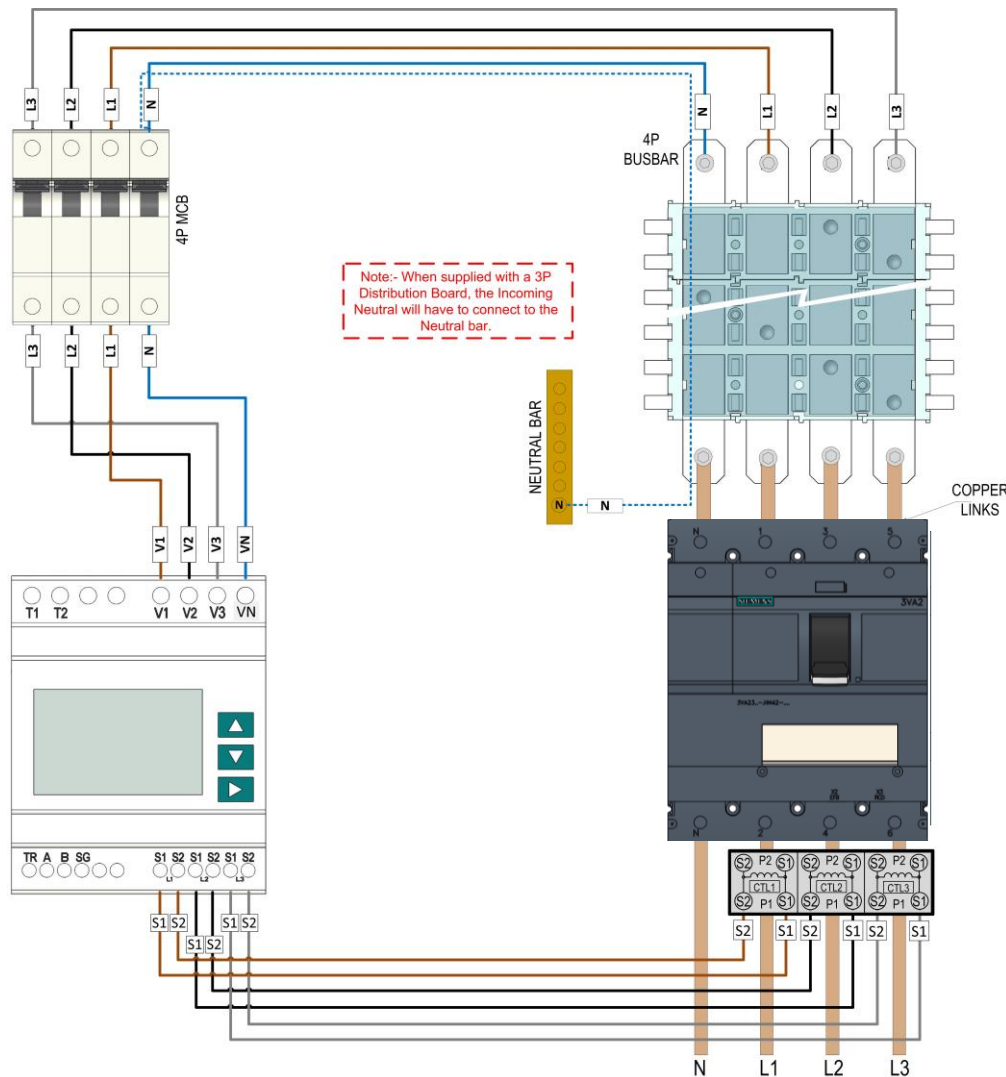 L3 L2 L1 N
N L1 L2 L3
4P
BUSBAR
4P MCB
Note:- When supplied with a 3P
Distribution Board, the Incoming
Neutral will have to connect to the
Neutral bar.
L3 L2 L1 N
NEUTRAL BAR
N N
COPPER
LINKS
V1 V2 V3 VN
N 1 3 5
T1 T2 V1 V2 V3 VN
SIEMENS 3VA2
N 2 4 6
TR A B SG S1 S2 S1 S2 S1 S2
L1 L2 L3
S2 P2 S1 S2 P2 S1 S2 P2 S1
CTL1 CTL2 CTL3
S2 P1 S1 S2 P1 S1 S2 P1 S1
S1 S2 S1 S2
S1 S2
S2 S1 S2 S1 S2 S1
N L1 L2 L3